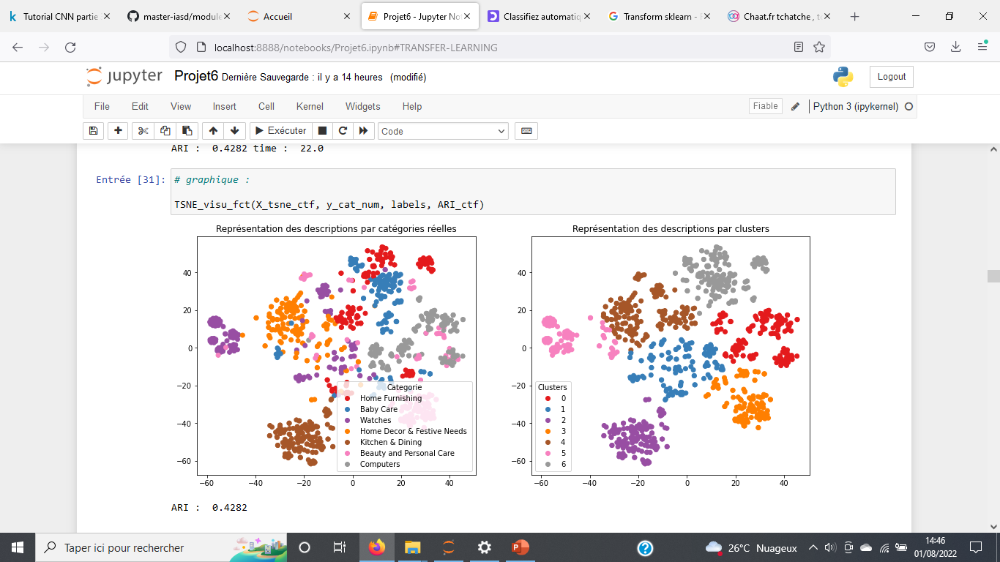 Tutorial CNN partie
master-iasd/module
Accueil
Projet6 - Jupyter No
Classifiez automatiq
Transform sklearn -
Chaat.fr tchatche , t
localhost:8888/notebooks/Projet6.ipynb#TRANSFER-LEARNING
jupyter Projet6 Dernière Sauvegarde : il y a 14 heures (modifié)
Logout
File Edit View Insert Cell Kernel Widgets Help
Fiable
Python 3 (ipykernel)
Exécuter
Code
ARI : 0.4282 time : 22.0
Entrée [31]:
# graphique :
TSNE_visu_fct(X_tsne_ctf, y_cat_num, labels, ARI_ctf)
Représentation des descriptions par catégories réelles
40
20
0
−20
−40
−60
−60 −40 −20 0 20 40
Categorie
Home Furnishing
Baby Care
Watches
Home Decor & Festive Needs
Kitchen & Dining
Beauty and Personal Care
Computers
Représentation des descriptions par clusters
40
20
0
−20
−40
−60
−60 −40 −20 0 20 40
Clusters
0
1
2
3
4
5
6
ARI : 0.4282
Taper ici pour rechercher
26°C Nuageux
14:46
01/08/2022